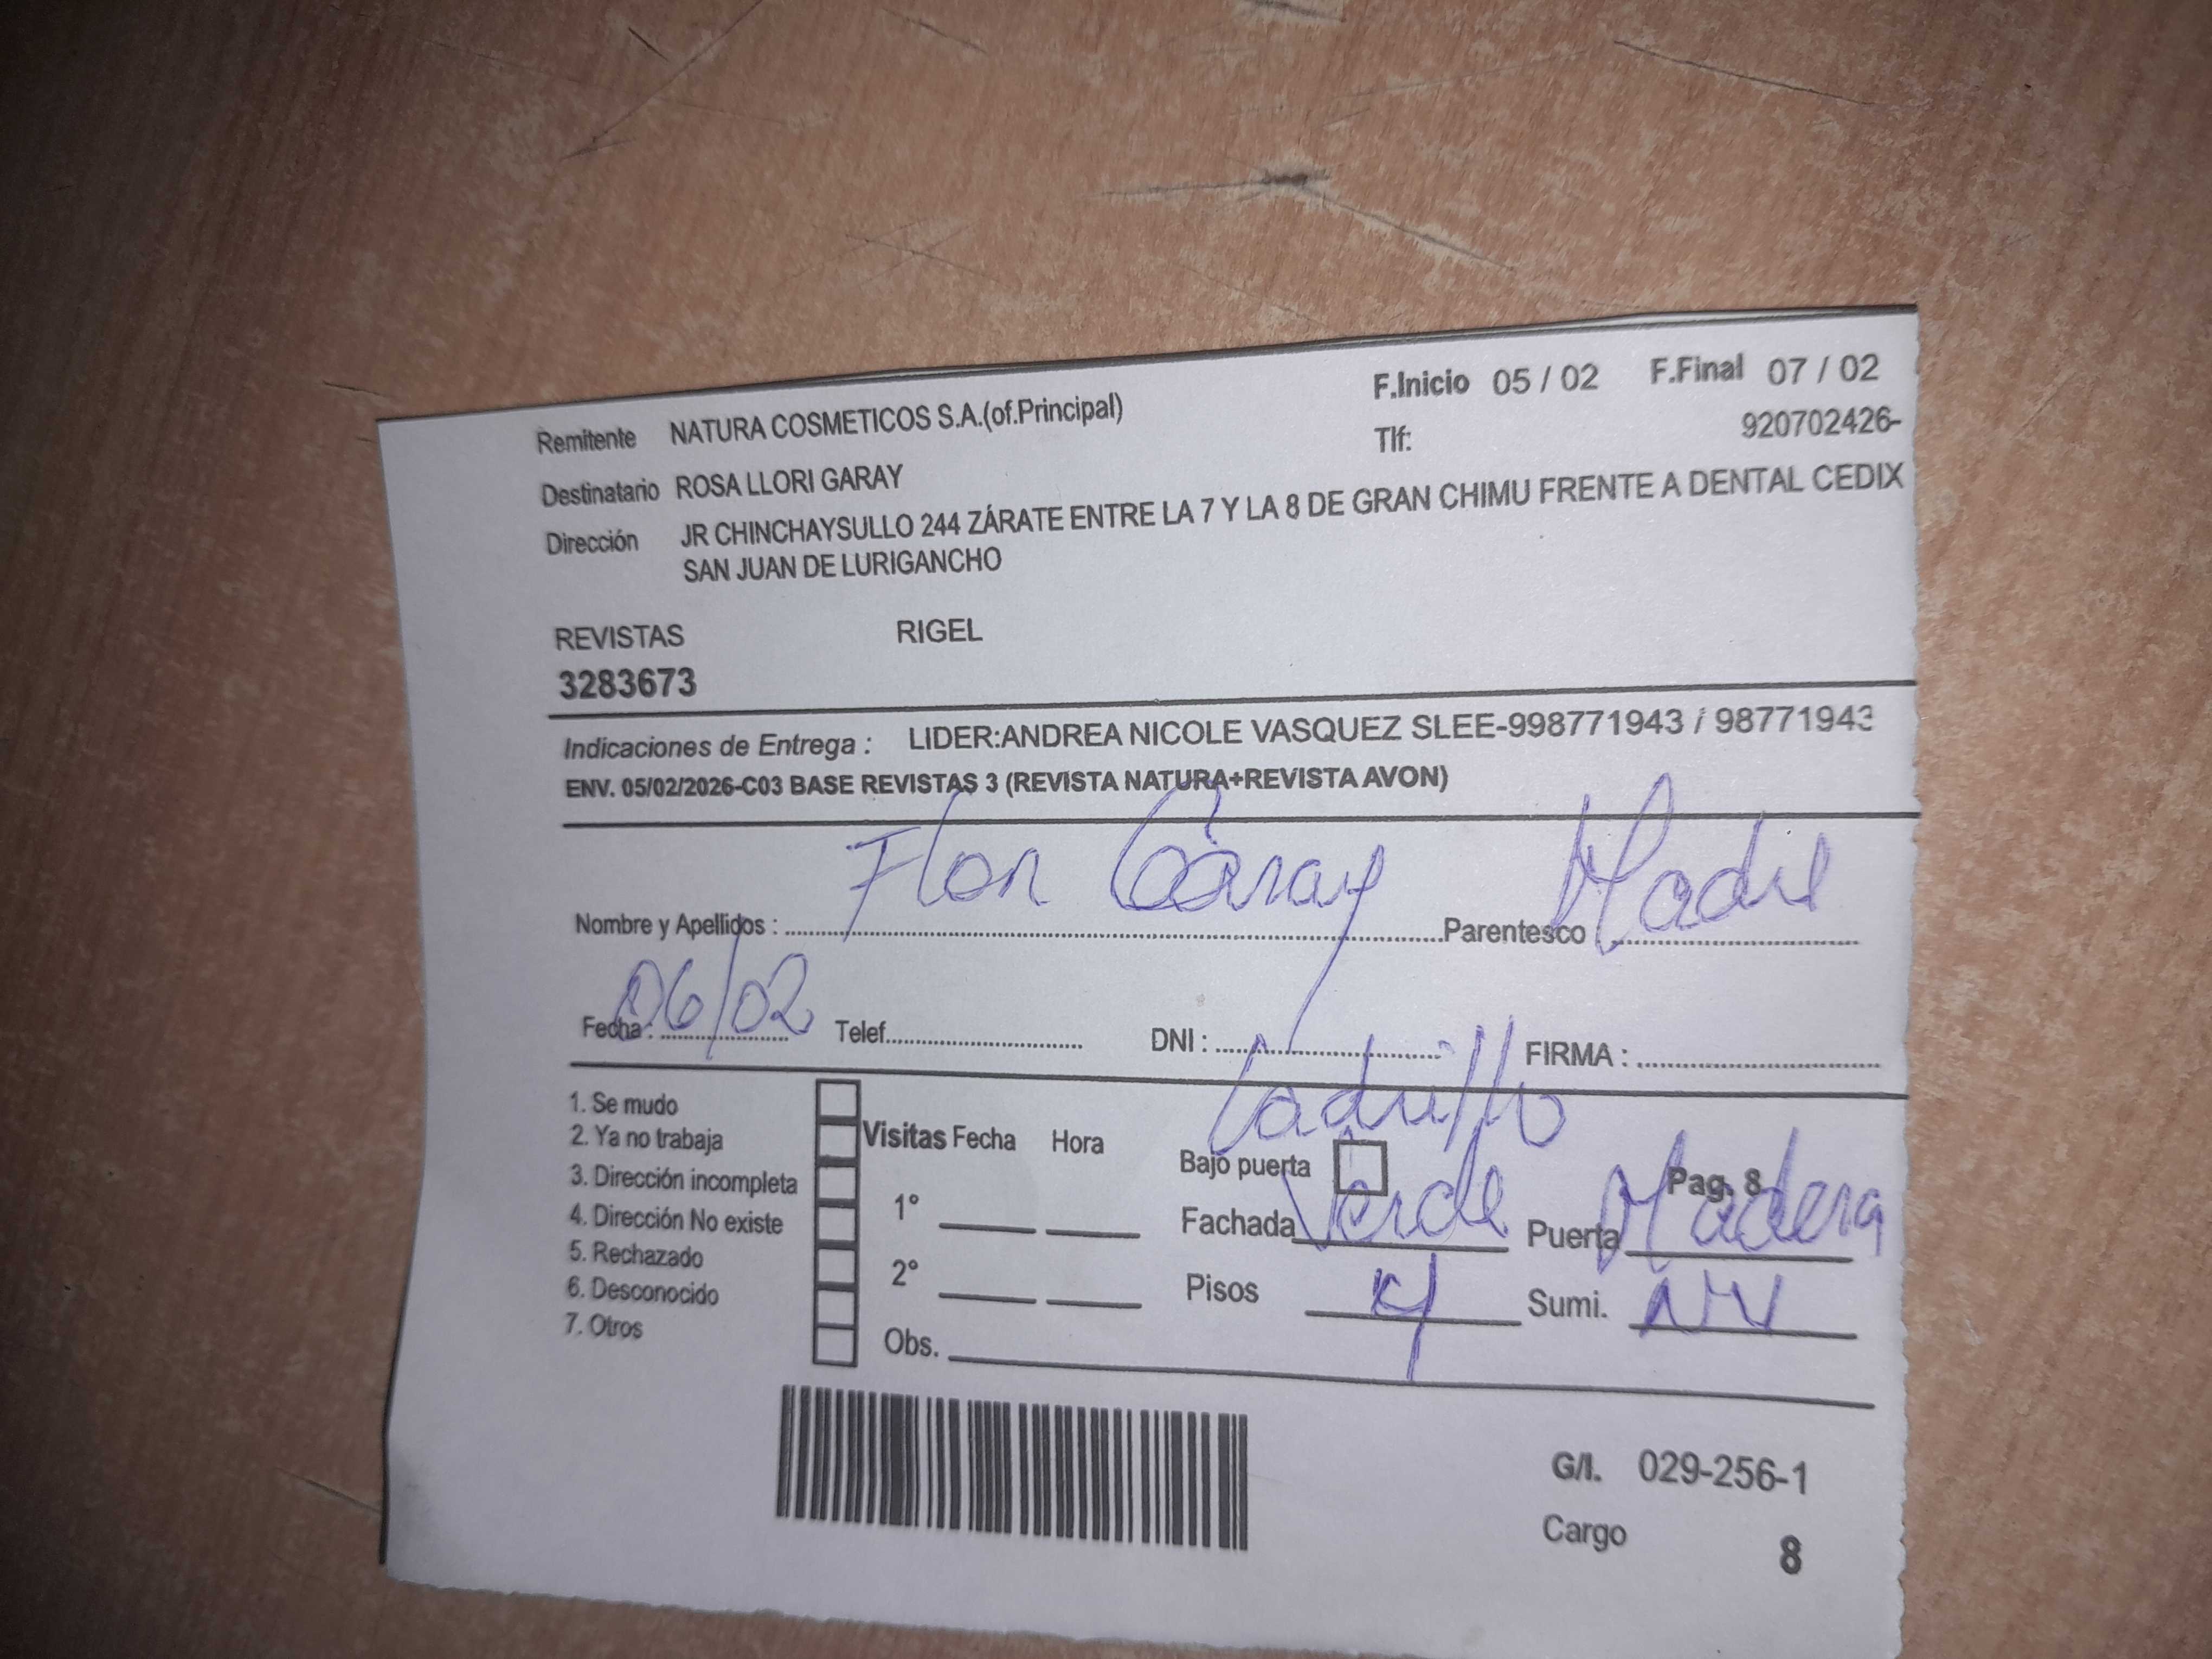 F.Inicio 05 / 02 F.Final 07 / 02
Remitente NATURA COSMETICOS S.A.(of.Principal) Tlf: 920702426-
Destinatario ROSA LLORI GARAY
Dirección JR CHINCHAYSULLO 244 ZÁRATE ENTRE LA 7 Y LA 8 DE GRAN CHIMU FRENTE A DENTAL CEDIX
SAN JUAN DE LURIGANCHO
REVISTAS RIGEL
3283673
Indicaciones de Entrega : LIDER:ANDREA NICOLE VASQUEZ SLEE-998771943 / 98771943
ENV. 05/02/2026-C03 BASE REVISTAS 3 (REVISTA NATURA+REVISTA AVON)
Nombre y Apellidos : Flor Garay Parentesco Madre
Fecha : 06/02 Telef. DNI : FIRMA :
Ladrillo
1. Se mudo
2. Ya no trabaja Visitas Fecha Hora Bajo puerta Pag. 8
3. Dirección incompleta
4. Dirección No existe 1° Fachada Verde Puerta Madera
5. Rechazado
6. Desconocido 2° Pisos 4 Sumi.
7. Otros Obs.
G/I. 029-256-1
Cargo 8